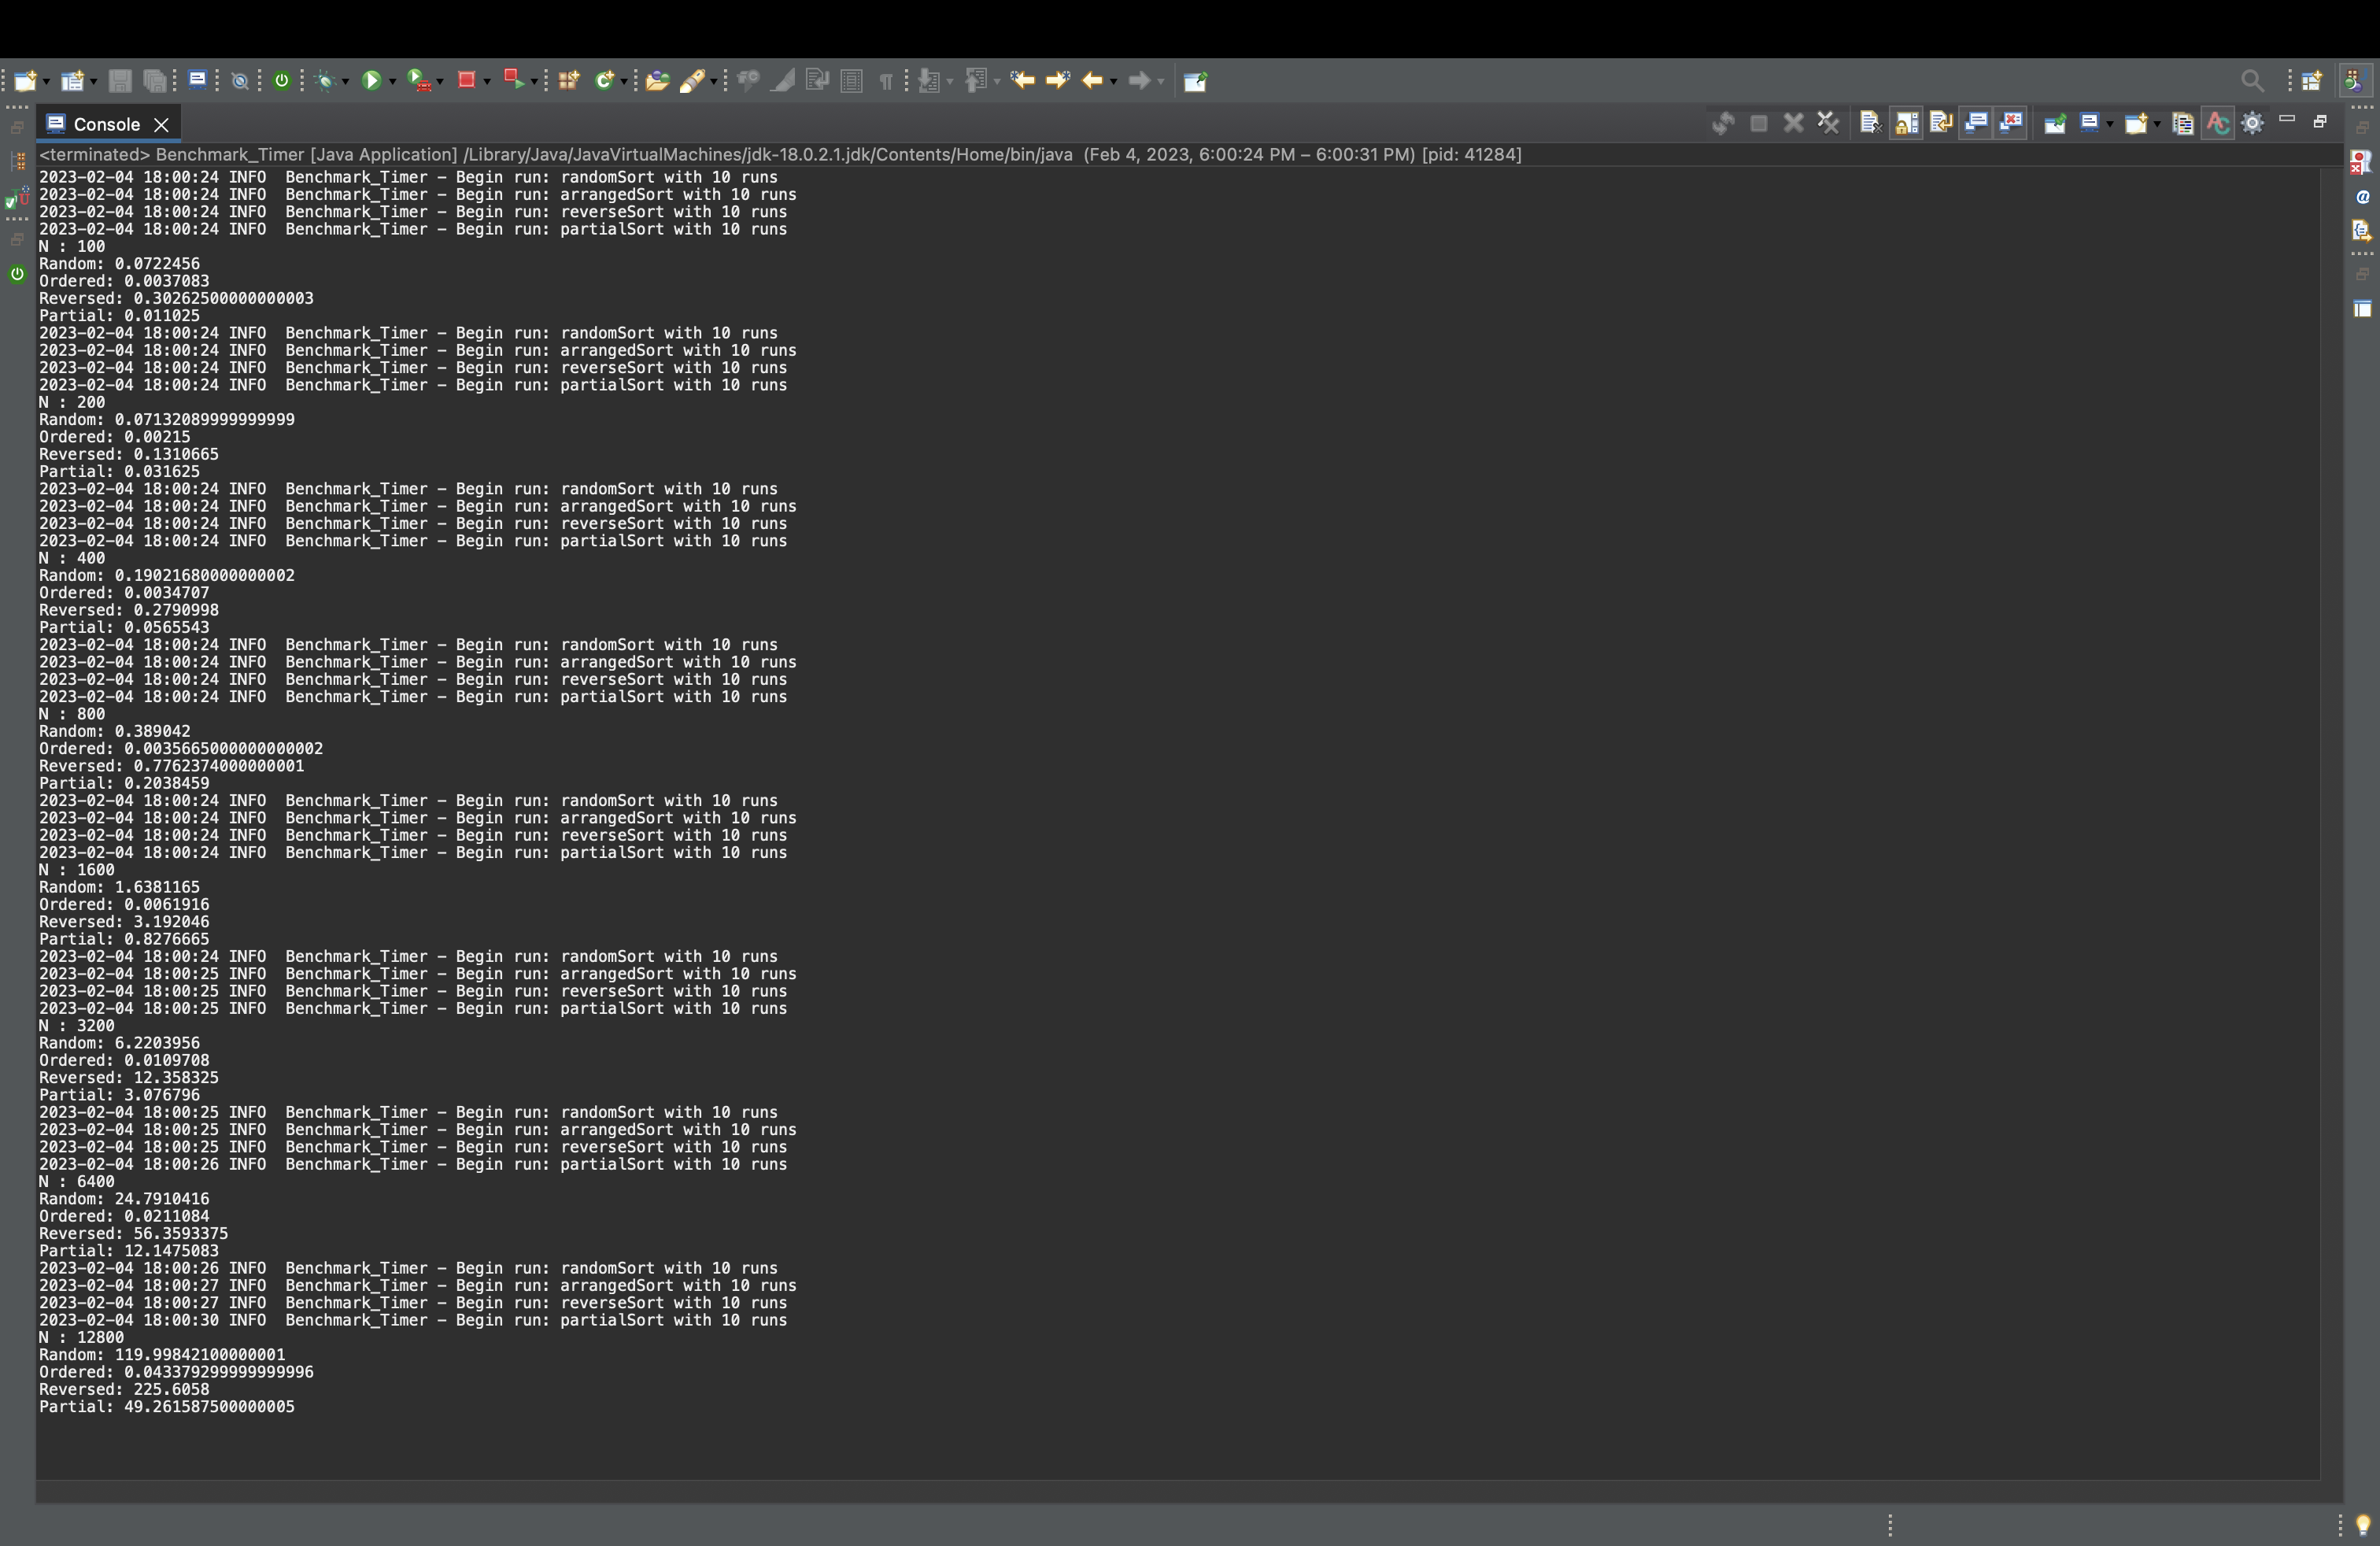 Console
<terminated> Benchmark_Timer [Java Application] /Library/Java/JavaVirtualMachines/jdk-18.0.2.1.jdk/Contents/Home/bin/java  (Feb 4, 2023, 6:00:24 PM – 6:00:31 PM) [pid: 41284]
2023-02-04 18:00:24 INFO  Benchmark_Timer - Begin run: randomSort with 10 runs
2023-02-04 18:00:24 INFO  Benchmark_Timer - Begin run: arrangedSort with 10 runs
2023-02-04 18:00:24 INFO  Benchmark_Timer - Begin run: reverseSort with 10 runs
2023-02-04 18:00:24 INFO  Benchmark_Timer - Begin run: partialSort with 10 runs
N : 100
Random: 0.0722456
Ordered: 0.0037083
Reversed: 0.30262500000000003
Partial: 0.011025
2023-02-04 18:00:24 INFO  Benchmark_Timer - Begin run: randomSort with 10 runs
2023-02-04 18:00:24 INFO  Benchmark_Timer - Begin run: arrangedSort with 10 runs
2023-02-04 18:00:24 INFO  Benchmark_Timer - Begin run: reverseSort with 10 runs
2023-02-04 18:00:24 INFO  Benchmark_Timer - Begin run: partialSort with 10 runs
N : 200
Random: 0.07132089999999999
Ordered: 0.00215
Reversed: 0.1310665
Partial: 0.031625
2023-02-04 18:00:24 INFO  Benchmark_Timer - Begin run: randomSort with 10 runs
2023-02-04 18:00:24 INFO  Benchmark_Timer - Begin run: arrangedSort with 10 runs
2023-02-04 18:00:24 INFO  Benchmark_Timer - Begin run: reverseSort with 10 runs
2023-02-04 18:00:24 INFO  Benchmark_Timer - Begin run: partialSort with 10 runs
N : 400
Random: 0.19021680000000002
Ordered: 0.0034707
Reversed: 0.2790998
Partial: 0.0565543
2023-02-04 18:00:24 INFO  Benchmark_Timer - Begin run: randomSort with 10 runs
2023-02-04 18:00:24 INFO  Benchmark_Timer - Begin run: arrangedSort with 10 runs
2023-02-04 18:00:24 INFO  Benchmark_Timer - Begin run: reverseSort with 10 runs
2023-02-04 18:00:24 INFO  Benchmark_Timer - Begin run: partialSort with 10 runs
N : 800
Random: 0.389042
Ordered: 0.0035665000000000002
Reversed: 0.7762374000000001
Partial: 0.2038459
2023-02-04 18:00:24 INFO  Benchmark_Timer - Begin run: randomSort with 10 runs
2023-02-04 18:00:24 INFO  Benchmark_Timer - Begin run: arrangedSort with 10 runs
2023-02-04 18:00:24 INFO  Benchmark_Timer - Begin run: reverseSort with 10 runs
2023-02-04 18:00:24 INFO  Benchmark_Timer - Begin run: partialSort with 10 runs
N : 1600
Random: 1.6381165
Ordered: 0.0061916
Reversed: 3.192046
Partial: 0.8276665
2023-02-04 18:00:24 INFO  Benchmark_Timer - Begin run: randomSort with 10 runs
2023-02-04 18:00:25 INFO  Benchmark_Timer - Begin run: arrangedSort with 10 runs
2023-02-04 18:00:25 INFO  Benchmark_Timer - Begin run: reverseSort with 10 runs
2023-02-04 18:00:25 INFO  Benchmark_Timer - Begin run: partialSort with 10 runs
N : 3200
Random: 6.2203956
Ordered: 0.0109708
Reversed: 12.358325
Partial: 3.076796
2023-02-04 18:00:25 INFO  Benchmark_Timer - Begin run: randomSort with 10 runs
2023-02-04 18:00:25 INFO  Benchmark_Timer - Begin run: arrangedSort with 10 runs
2023-02-04 18:00:25 INFO  Benchmark_Timer - Begin run: reverseSort with 10 runs
2023-02-04 18:00:26 INFO  Benchmark_Timer - Begin run: partialSort with 10 runs
N : 6400
Random: 24.7910416
Ordered: 0.0211084
Reversed: 56.3593375
Partial: 12.1475083
2023-02-04 18:00:26 INFO  Benchmark_Timer - Begin run: randomSort with 10 runs
2023-02-04 18:00:27 INFO  Benchmark_Timer - Begin run: arrangedSort with 10 runs
2023-02-04 18:00:27 INFO  Benchmark_Timer - Begin run: reverseSort with 10 runs
2023-02-04 18:00:30 INFO  Benchmark_Timer - Begin run: partialSort with 10 runs
N : 12800
Random: 119.99842100000001
Ordered: 0.043379299999999996
Reversed: 225.6058
Partial: 49.261587500000005